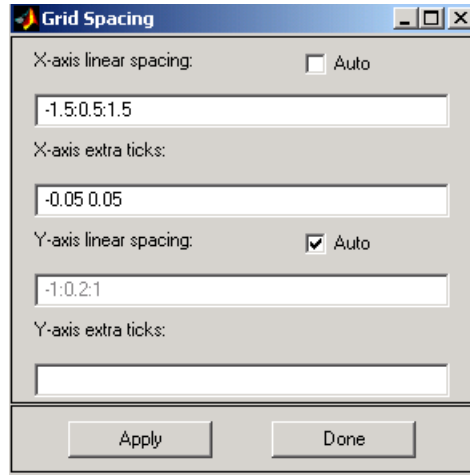 Grid Spacing
X-axis linear spacing: Auto
-1.5:0.5:1.5
X-axis extra ticks:
-0.05 0.05
Y-axis linear spacing: Auto
-1:0.2:1
Y-axis extra ticks:
Apply Done